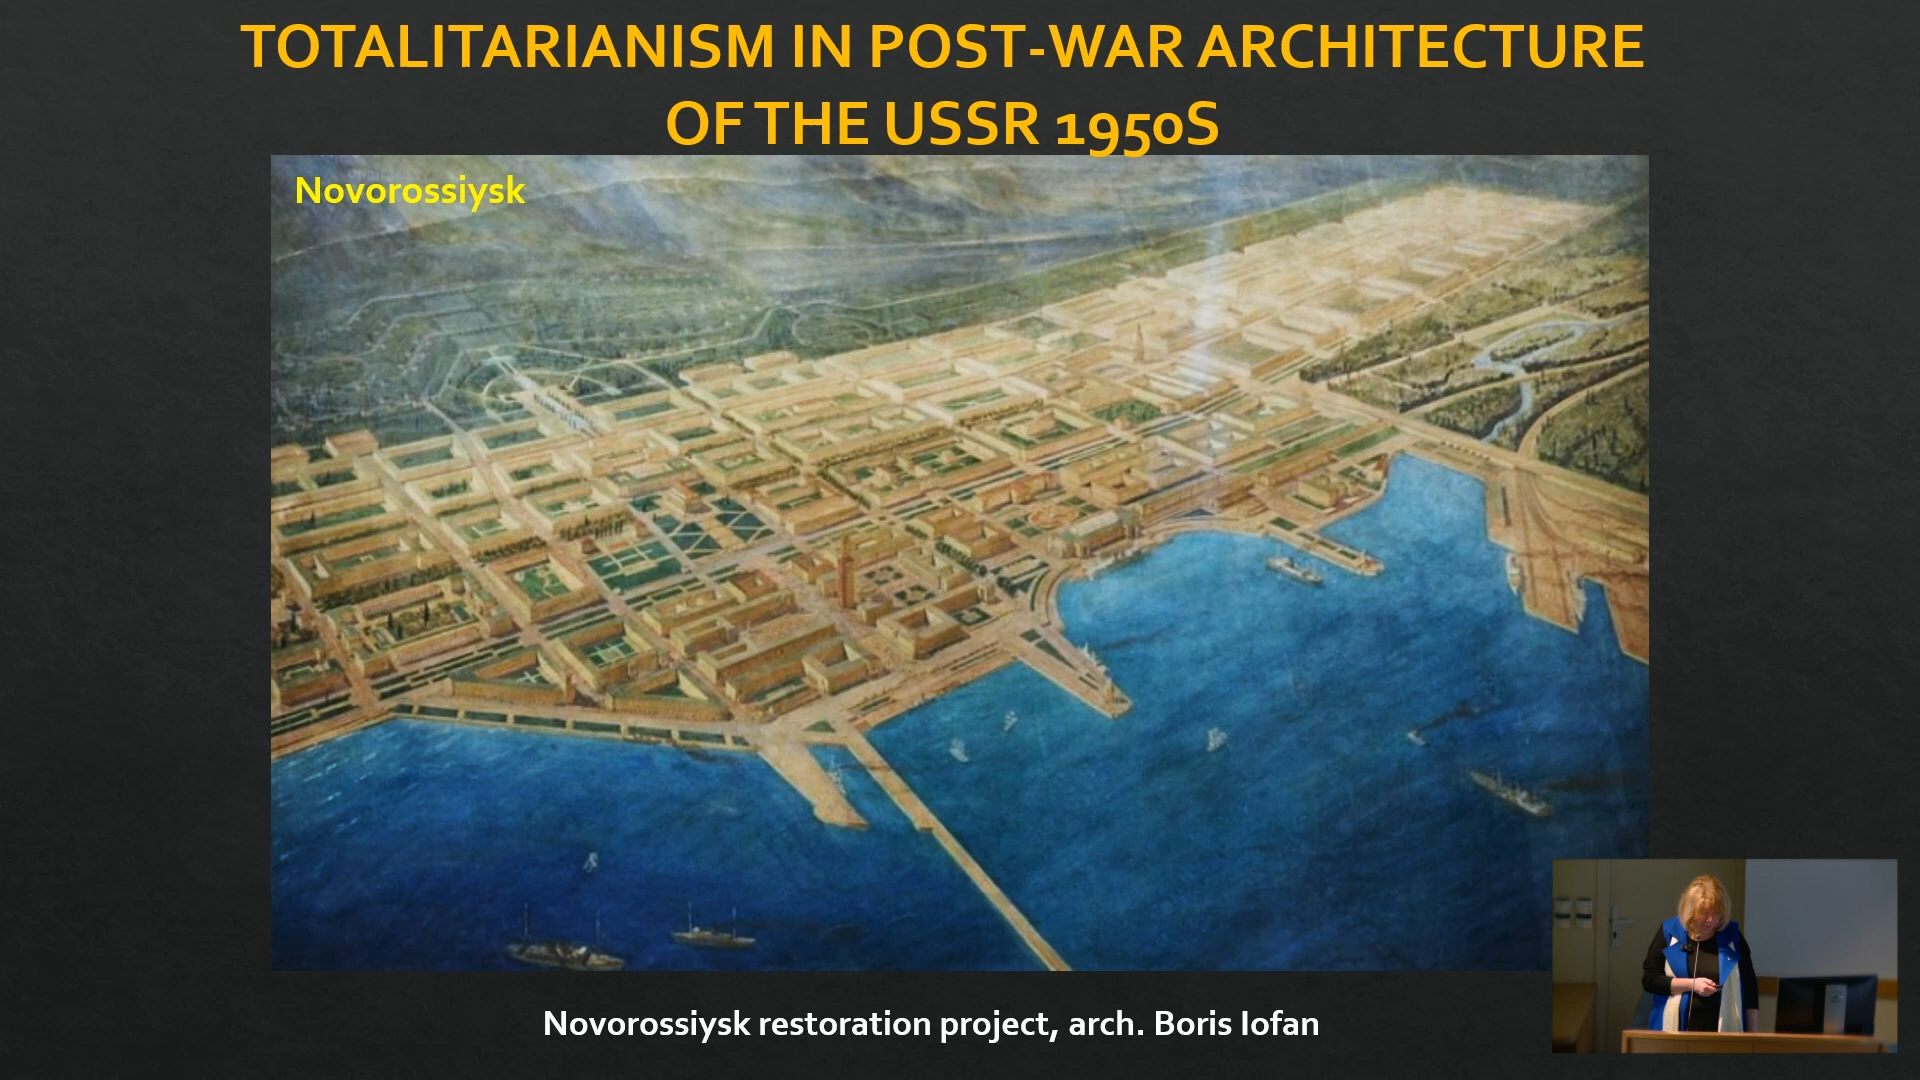 TOTALITARIANISM IN POST-WAR ARCHITECTURE
OF THE USSR 1950S
Novorossiysk
Novorossiysk restoration project, arch. Boris Iofan